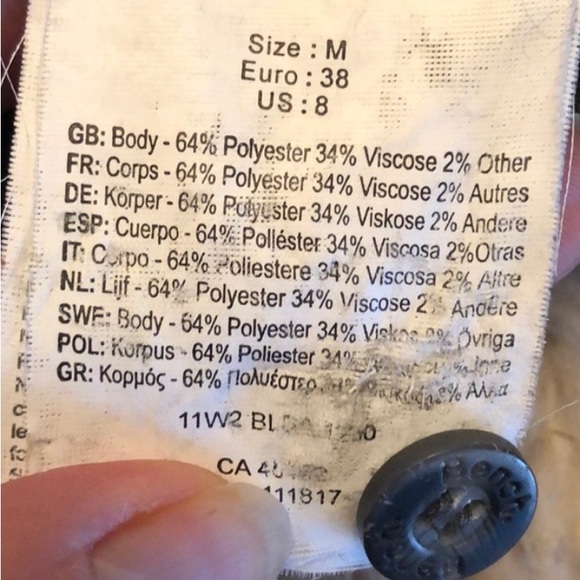 Size : M
Euro : 38
US : 8
GB: Body - 64% Polyester 34% Viscose 2% Other
FR: Corps - 64% Polyester 34% Viscose 2% Autres
DE: Körper - 64% Polyester 34% Viskose 2% Andere
ESP: Cuerpo - 64% Poliéster 34% Viscosa 2%Otras
IT: Corpo - 64% Poliestere 34% Viscosa 2% Altre
NL: Lijf - 64% Polyester 34% Viscose 2% Andere
SWE: Body - 64% Polyester 34% Övriga
POL: Korpus - 64% Poliester 34%
GR: Κορμός - 64% Πολυέστερ 2% Άλλα
11W2
CA
111817
Bench